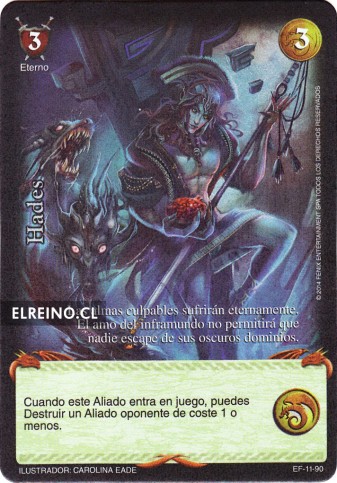 3
Eterno
3
Hades
© 2014 FENIX ENTERTAINMENT SPA TODOS LOS DERECHOS RESERVADOS
ELREINO.CL
almas culpables sufrirán eternamente.
El amo del inframundo no permitirá que
nadie escape de sus oscuros dominios.
Cuando este Aliado entra en juego, puedes
Destruir un Aliado oponente de coste 1 o
menos.
ILUSTRADOR: CAROLINA EADE
EF-11-90